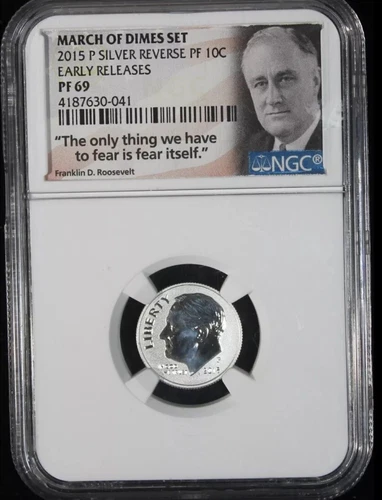 MARCH OF DIMES SET
2015 P SILVER REVERSE PF 10C
EARLY RELEASES
PF 69
4187630-041
"The only thing we have
to fear is fear itself."
Franklin D. Roosevelt
NGC®
LIBERTY
P
2015